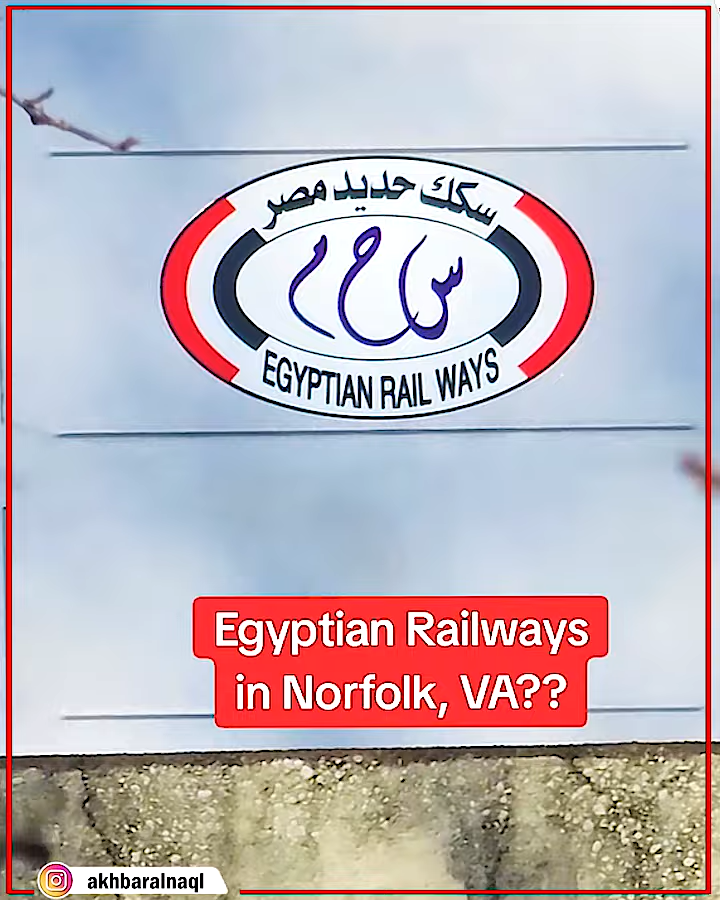 سكك حديد مصر
س ح م
EGYPTIAN RAIL WAYS
Egyptian Railways
in Norfolk, VA??
akhbaralnaql